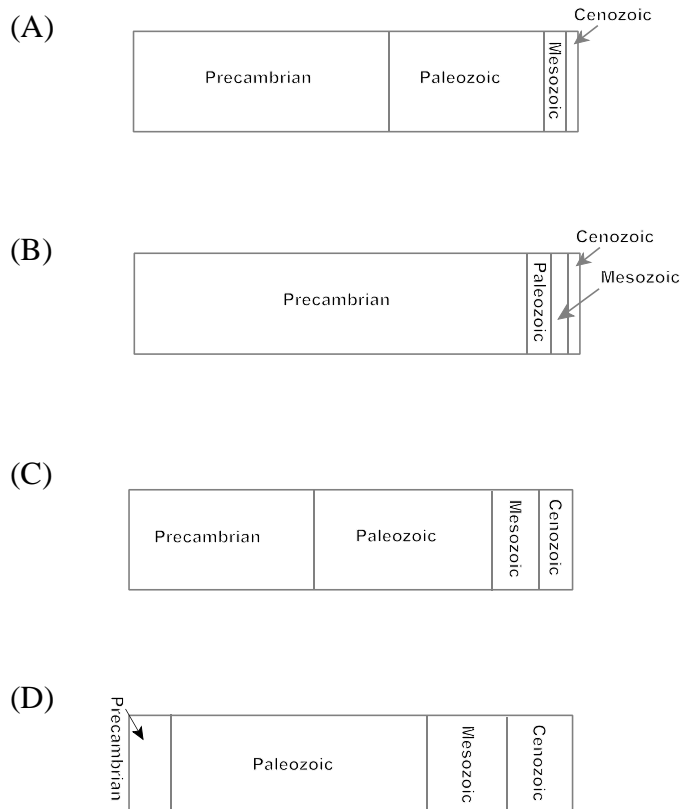 (A)
Cenozoic
Precambrian
Paleozoic
Mesozoic
(B)
Cenozoic
Mesozoic
Precambrian
Paleozoic
(C)
Precambrian
Paleozoic
Mesozoic
Cenozoic
(D)
Precambrian
Paleozoic
Mesozoic
Cenozoic